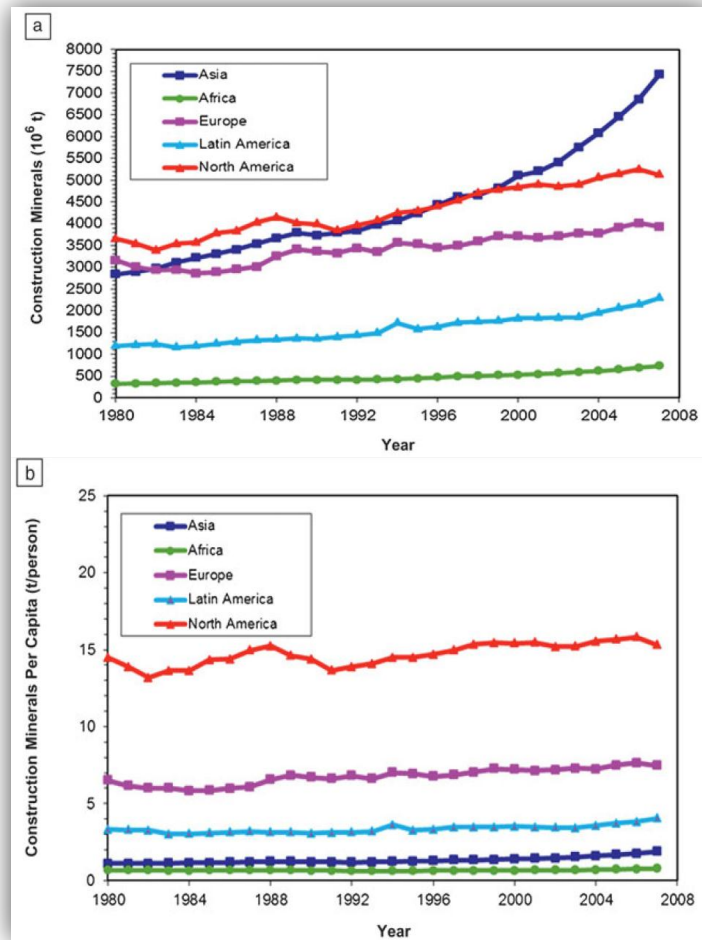 a
8000
7500
7000
6500
6000
5500
5000
4500
4000
3500
3000
2500
2000
1500
1000
500
0
Construction Minerals (10⁶ t)
Asia
Africa
Europe
Latin America
North America
1980 1984 1988 1992 1996 2000 2004 2008
Year
b
25
20
15
10
5
0
Construction Minerals Per Capita (t/person)
Asia
Africa
Europe
Latin America
North America
1980 1984 1988 1992 1996 2000 2004 2008
Year